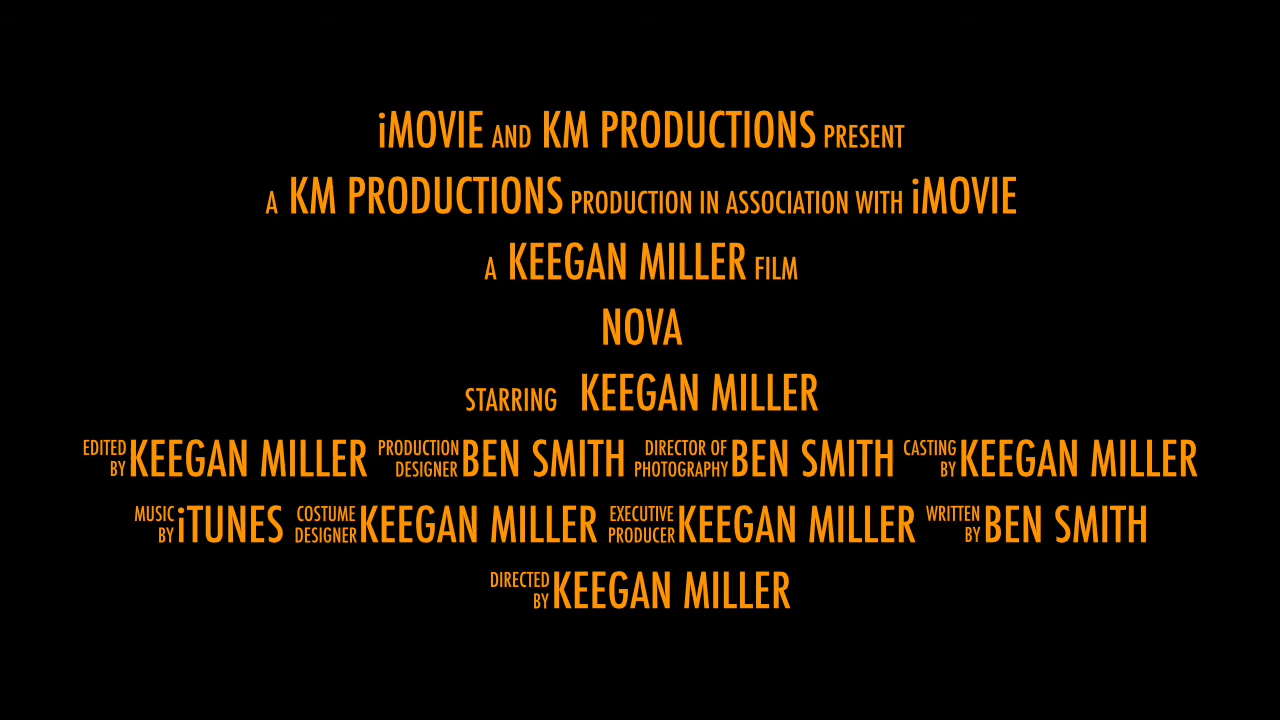 iMOVIE AND KM PRODUCTIONS PRESENT
A KM PRODUCTIONS PRODUCTION IN ASSOCIATION WITH iMOVIE
A KEEGAN MILLER FILM
NOVA
STARRING KEEGAN MILLER
EDITED BY KEEGAN MILLER PRODUCTION DESIGNER BEN SMITH DIRECTOR OF PHOTOGRAPHY BEN SMITH CASTING BY KEEGAN MILLER
MUSIC BY iTUNES COSTUME DESIGNER KEEGAN MILLER EXECUTIVE PRODUCER KEEGAN MILLER WRITTEN BY BEN SMITH
DIRECTED BY KEEGAN MILLER